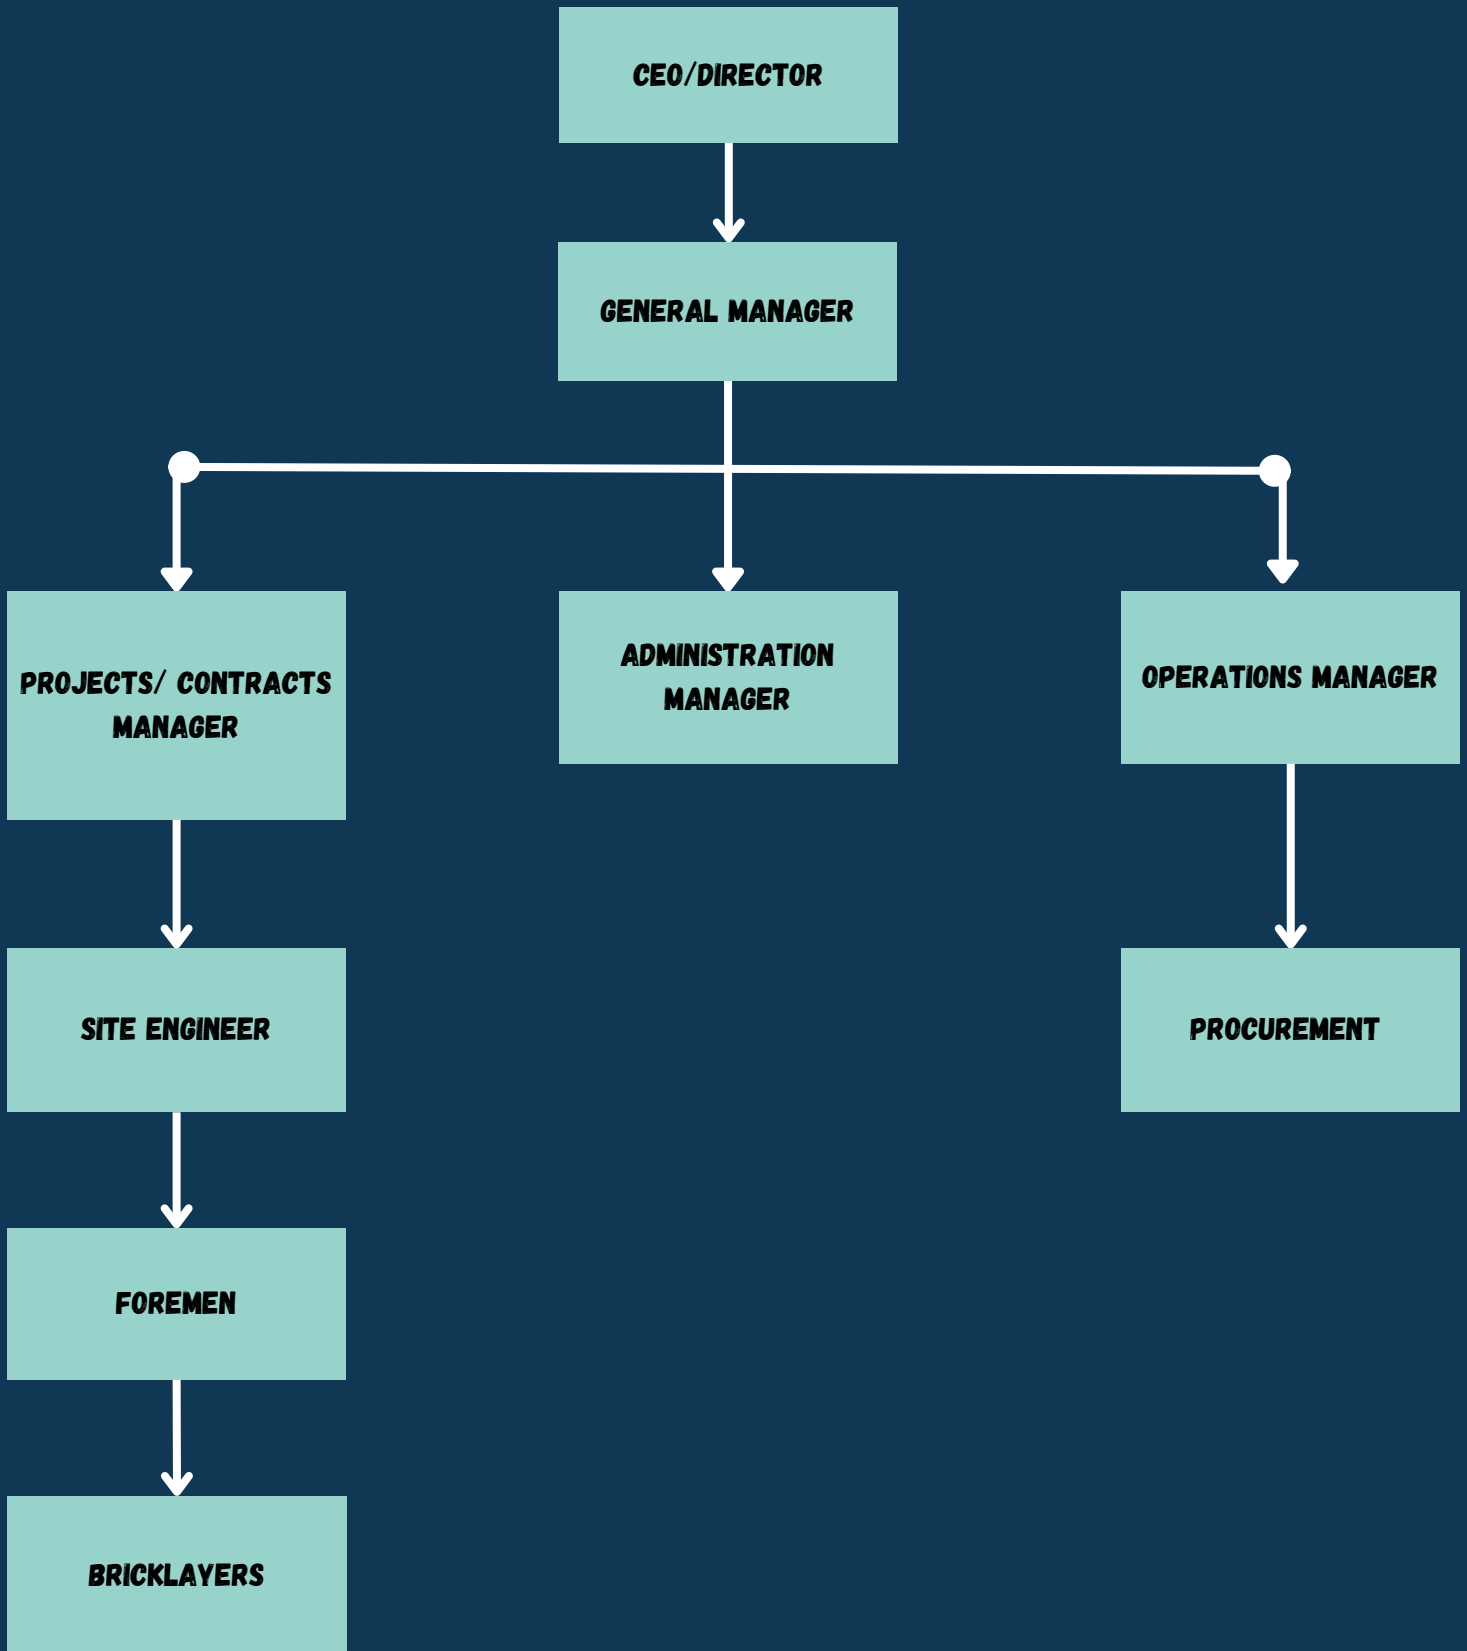 CEO/DIRECTOR
GENERAL MANAGER
PROJECTS/ CONTRACTS
MANAGER
ADMINISTRATION
MANAGER
OPERATIONS MANAGER
SITE ENGINEER
PROCUREMENT
FOREMEN
BRICKLAYERS